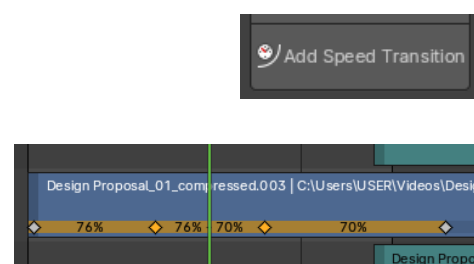 Add Speed Transition
Design Proposal_01_compressed.003 | C:\Users\USER\Videos\Desi
76% 76% 70% 70%
Design Propo